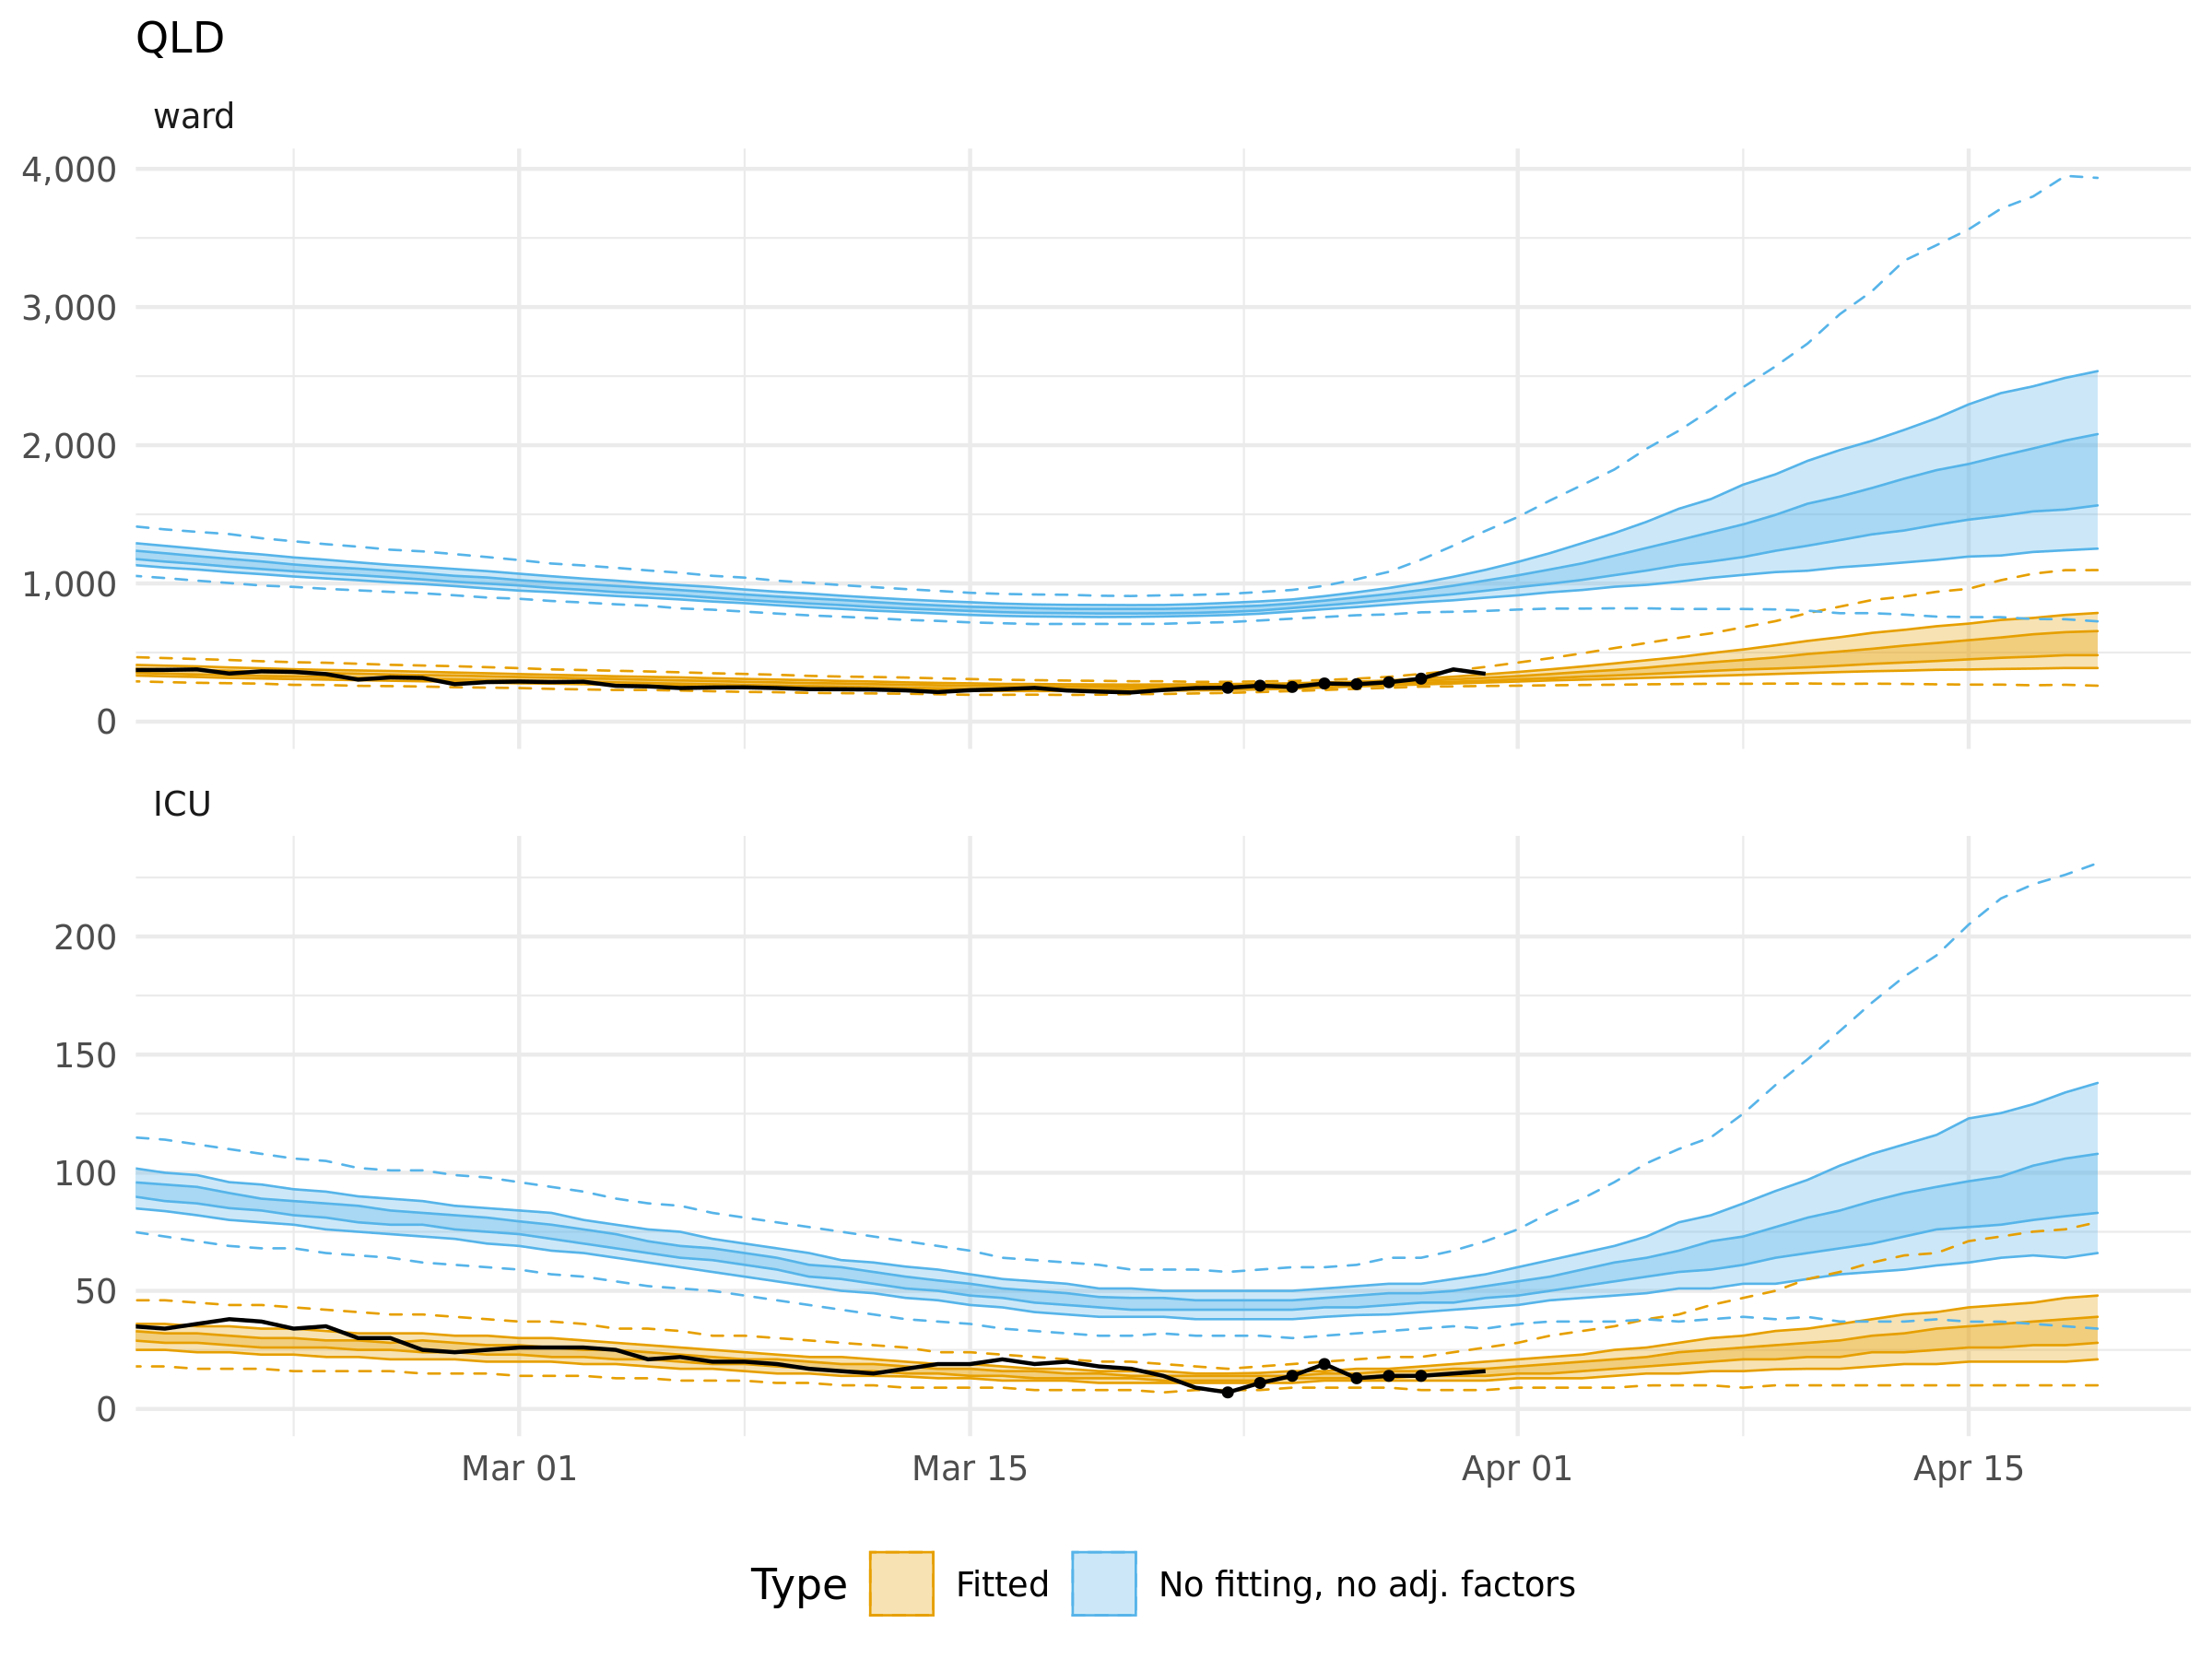 QLD
ward
4,000
3,000
2,000
1,000
0
ICU
200
150
100
50
0
Mar 01 Mar 15 Apr 01 Apr 15
Type Fitted No fitting, no adj. factors